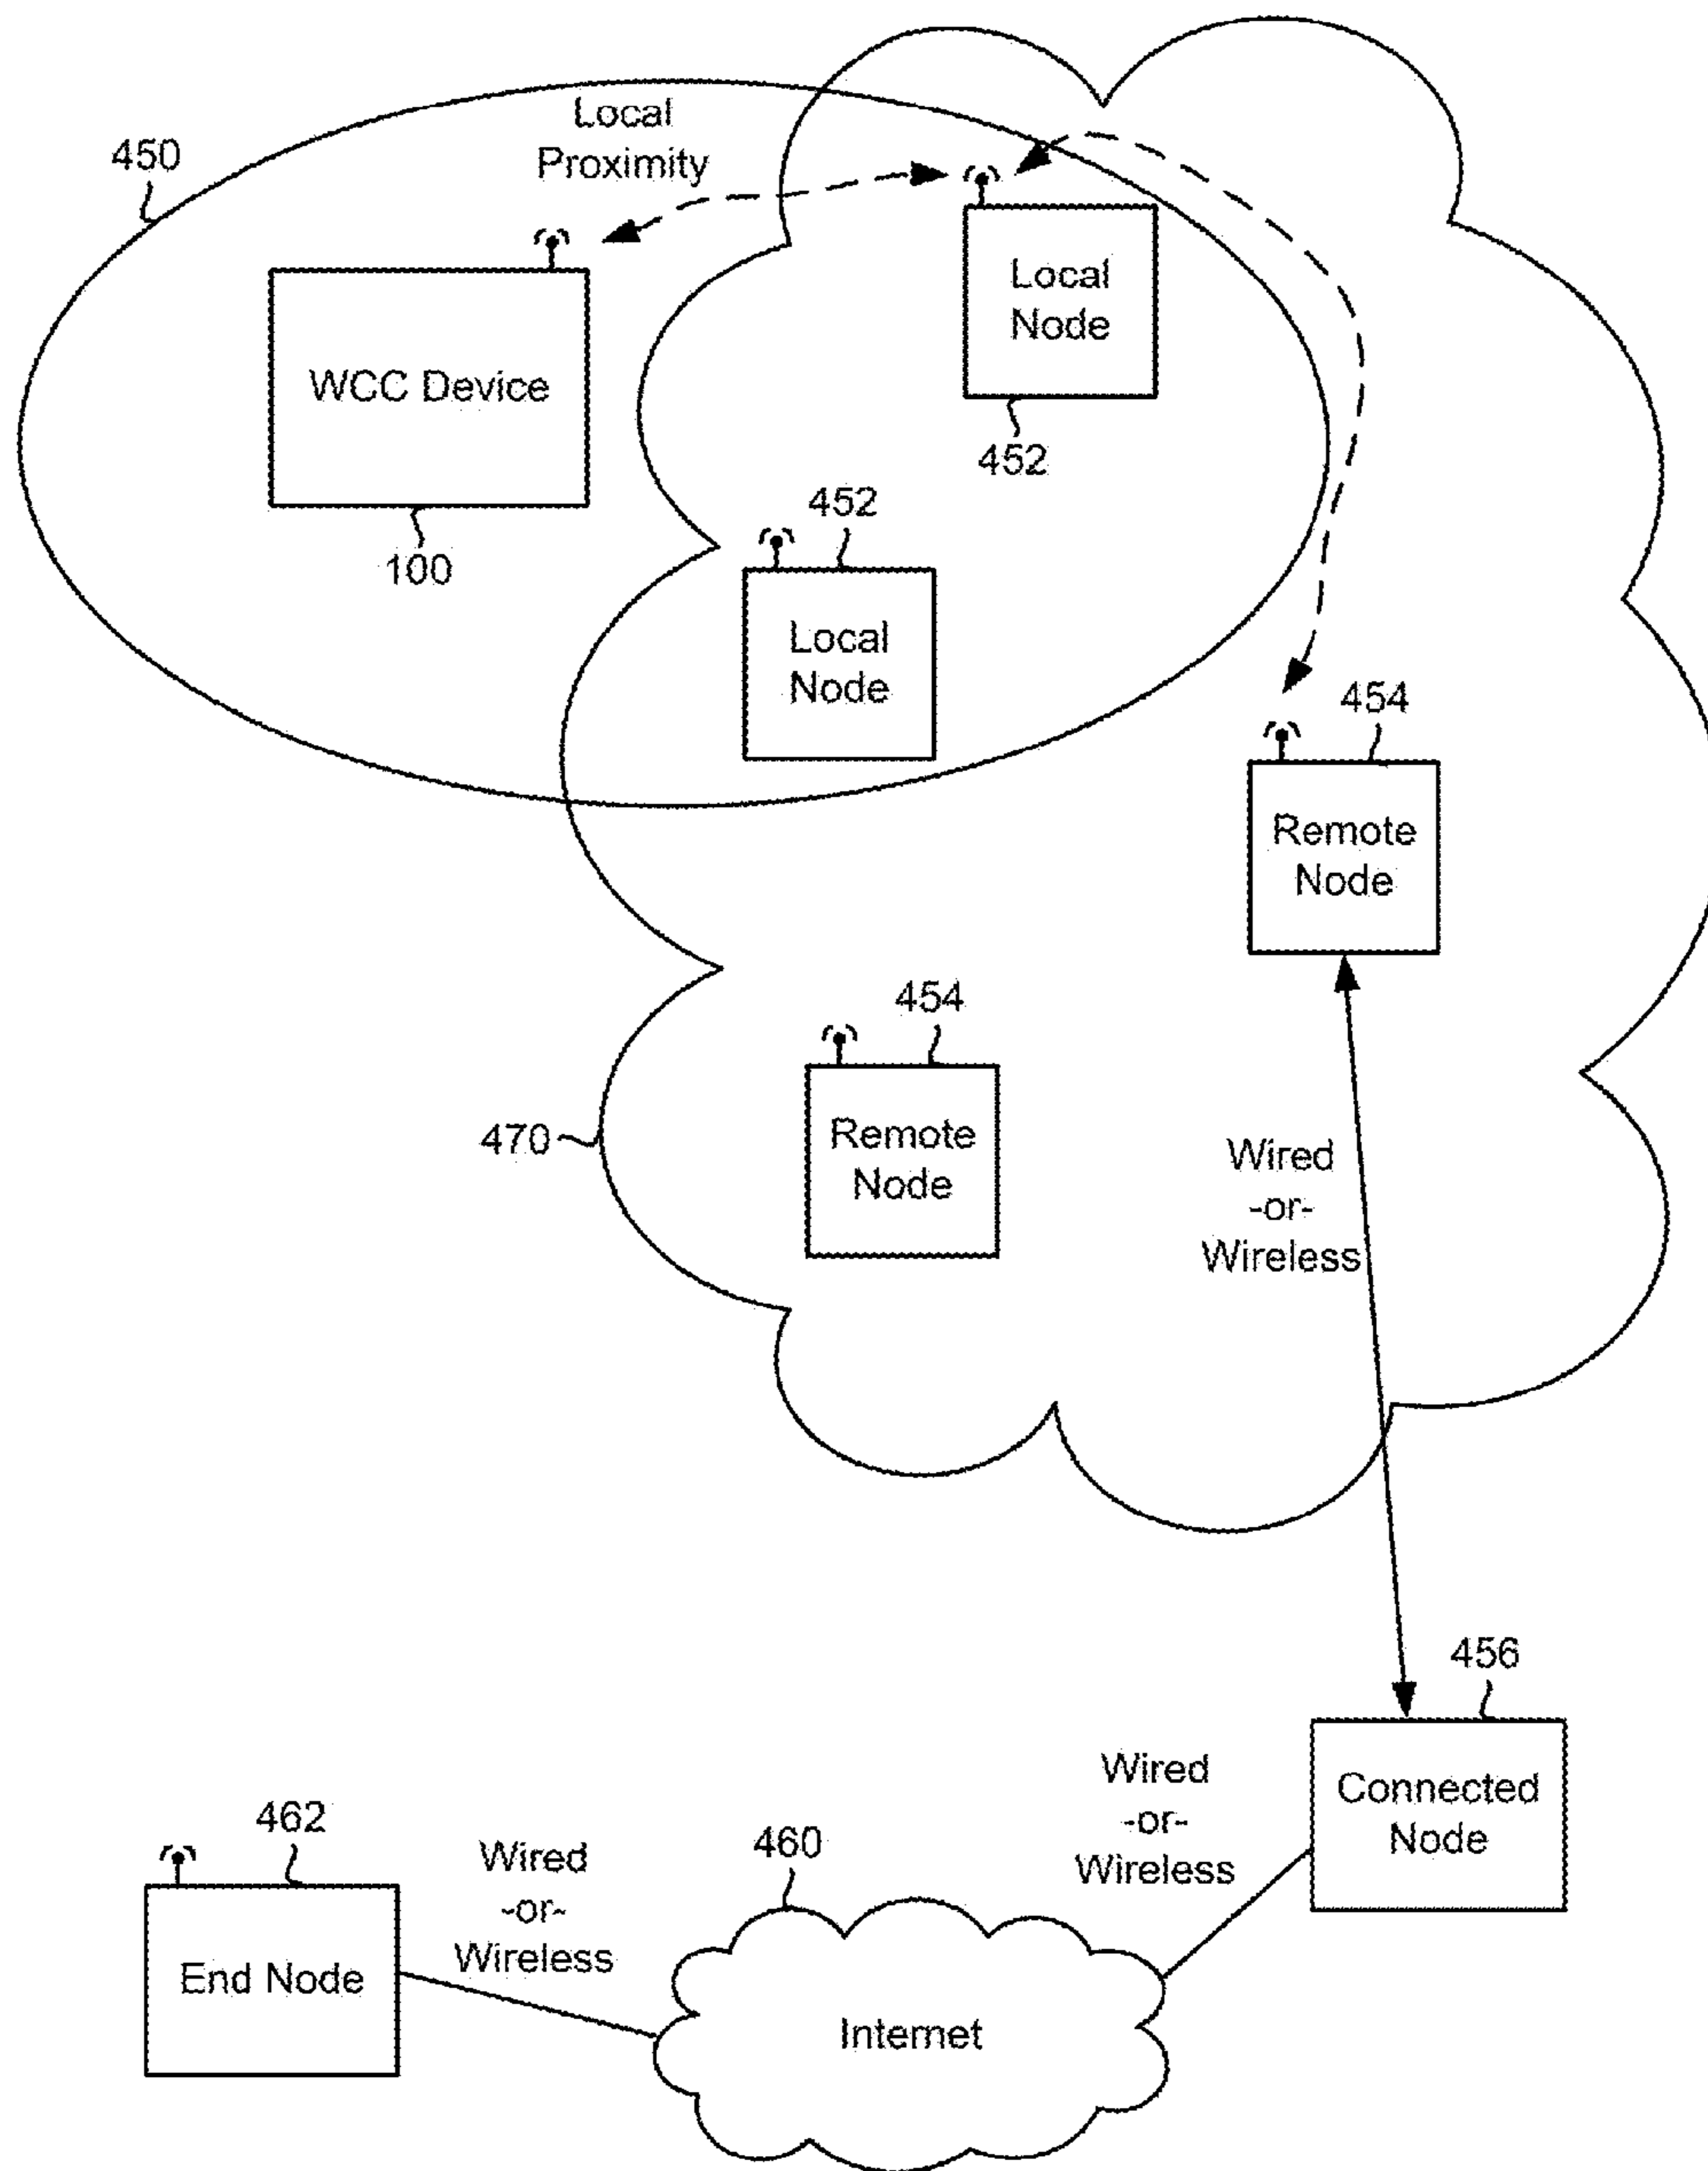 Local
Proximity
450
Local
Node
WCC Device
452
452
100
Local
Node
454
Remote
Node
454
Remote
Node
470
Wired
-or-
Wireless
456
Connected
Node
Wired
-or-
Wireless
462
460
Wired
-or-
Wireless
End Node
Internet